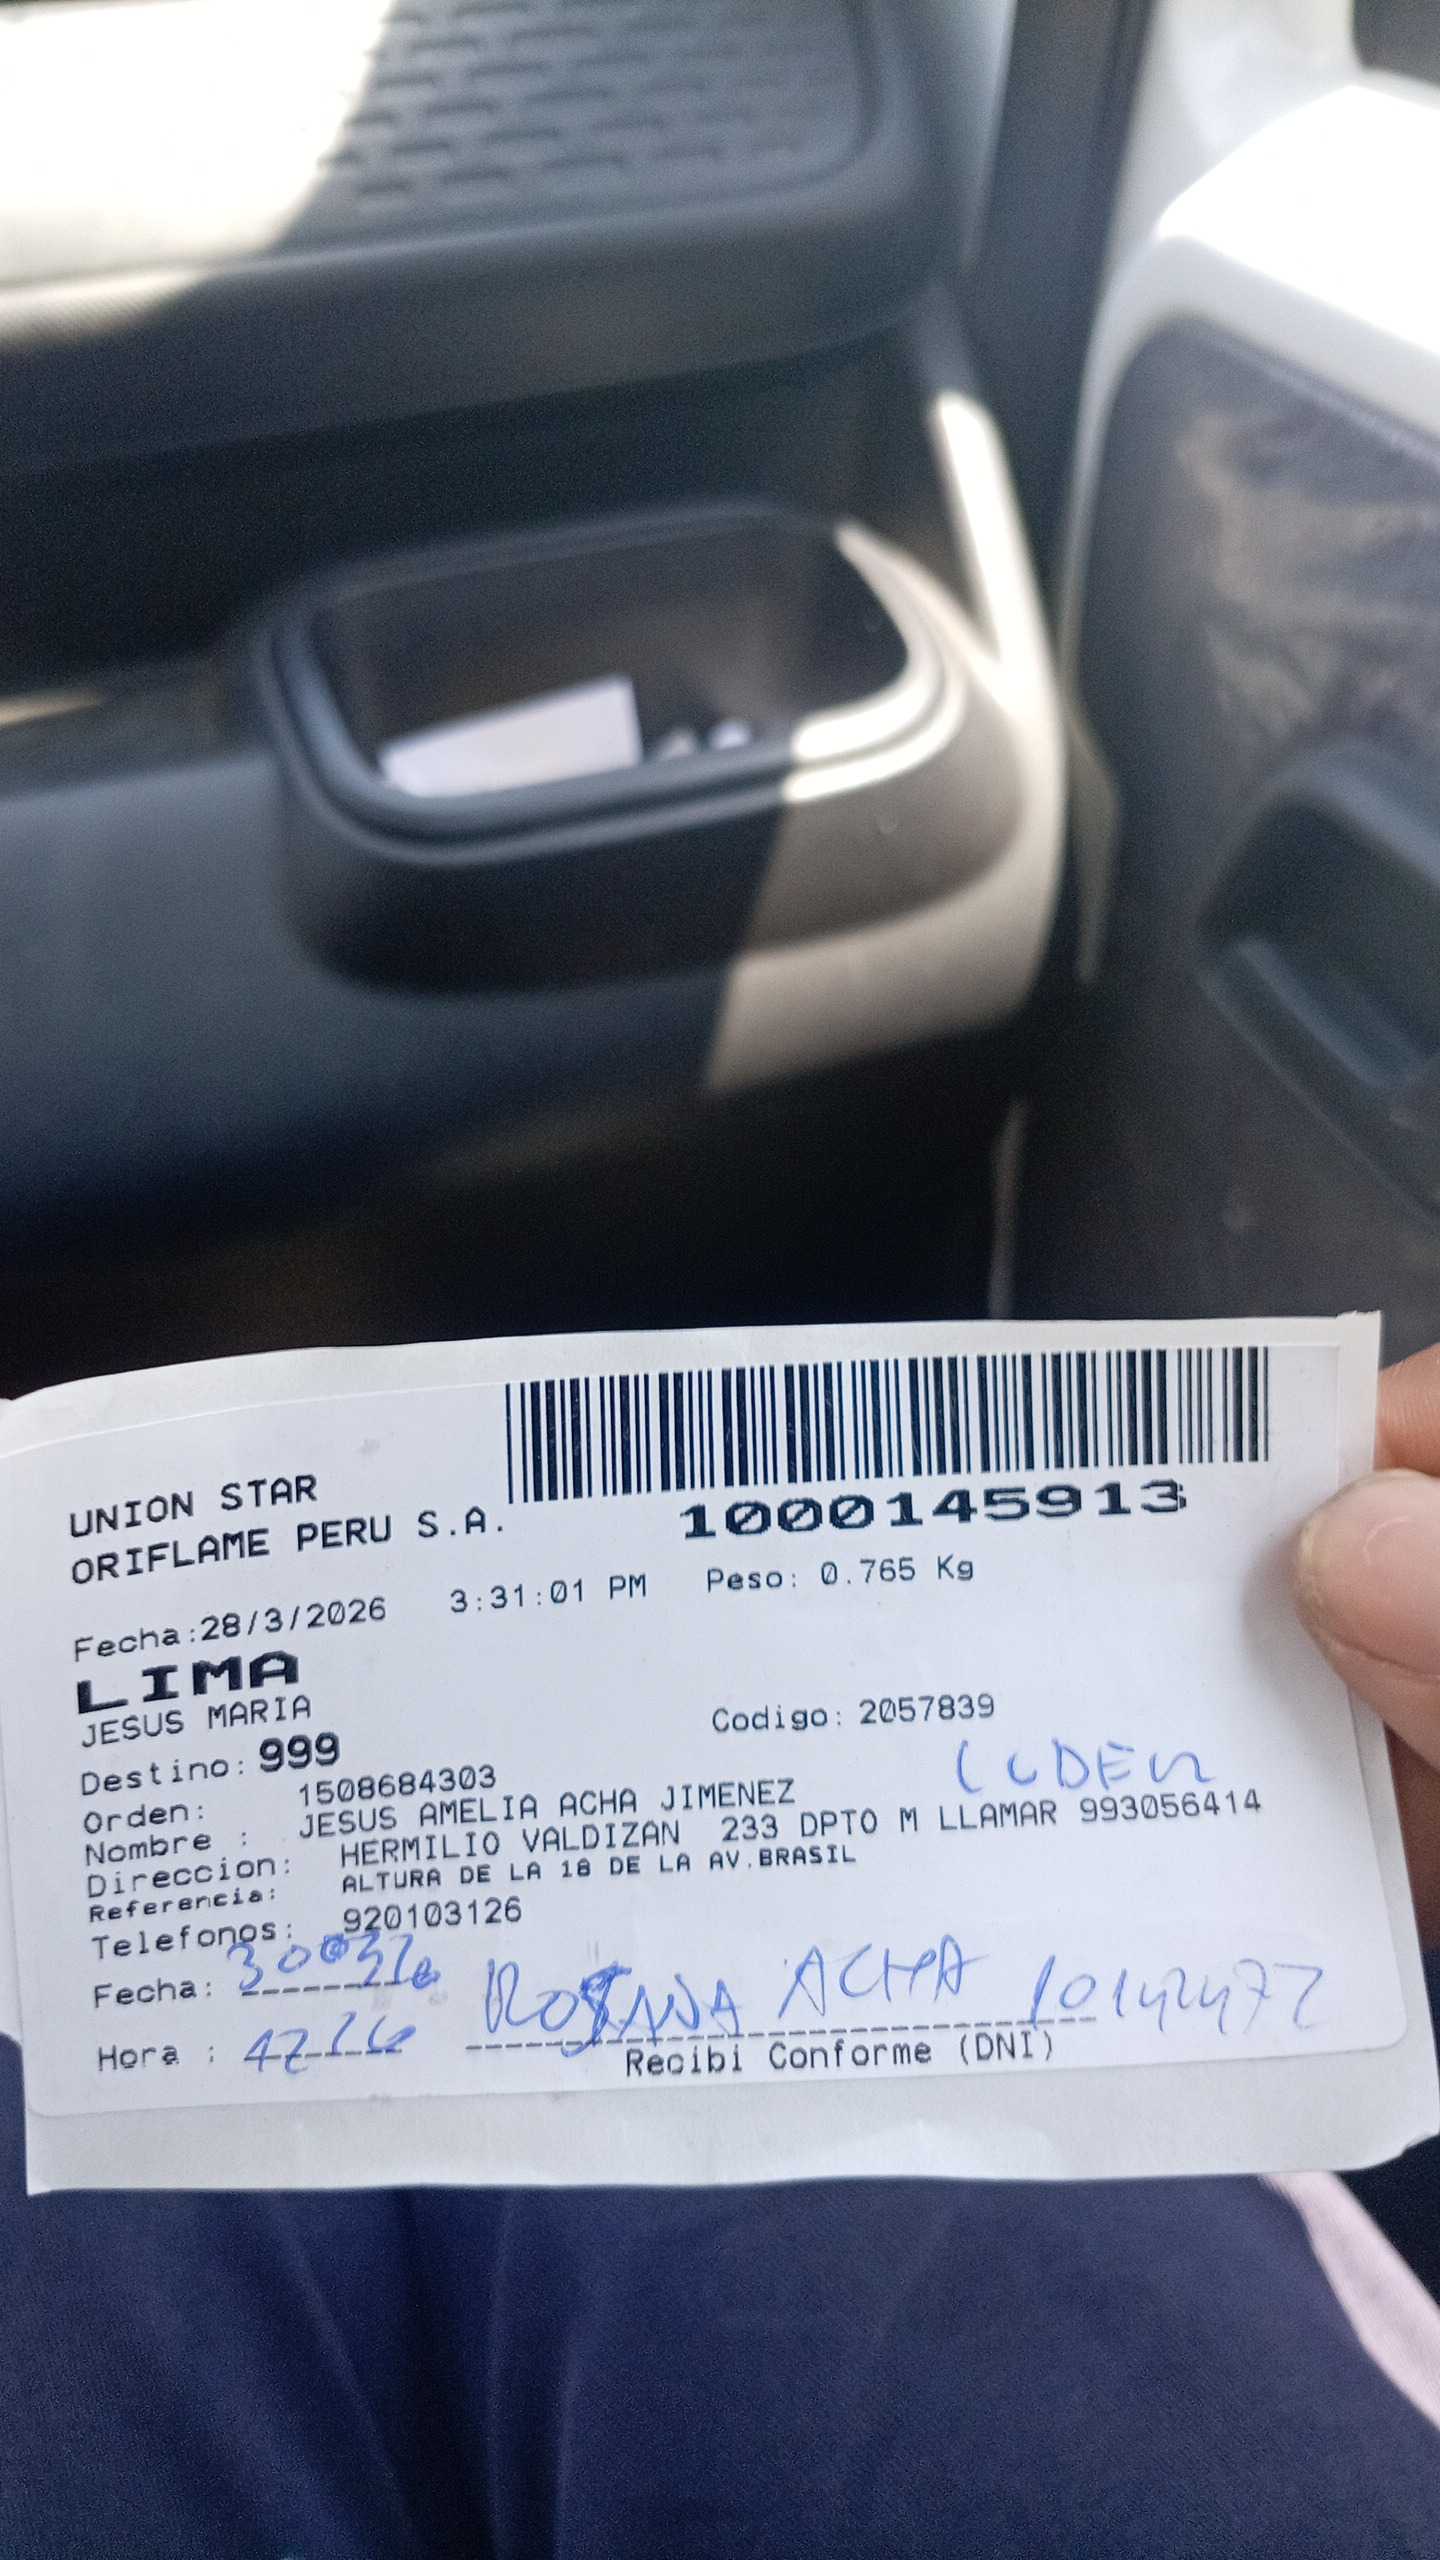 UNION STAR
ORIFLAME PERU S.A.
1000145913
Fecha:28/3/2026 3:31:01 PM Peso: 0.765 Kg
LIMA
JESUS MARIA
Codigo: 2057839
Destino: 999
Orden: 1508684303
Nombre : JESUS AMELIA ACHA JIMENEZ
Direccion: HERMILIO VALDIZAN 233 DPTO M LLAMAR 993056414
Referencia: ALTURA DE LA 18 DE LA AV.BRASIL
Telefonos: 920103126
Fecha:
ACHA
Hora :
Recibi Conforme (DNI)